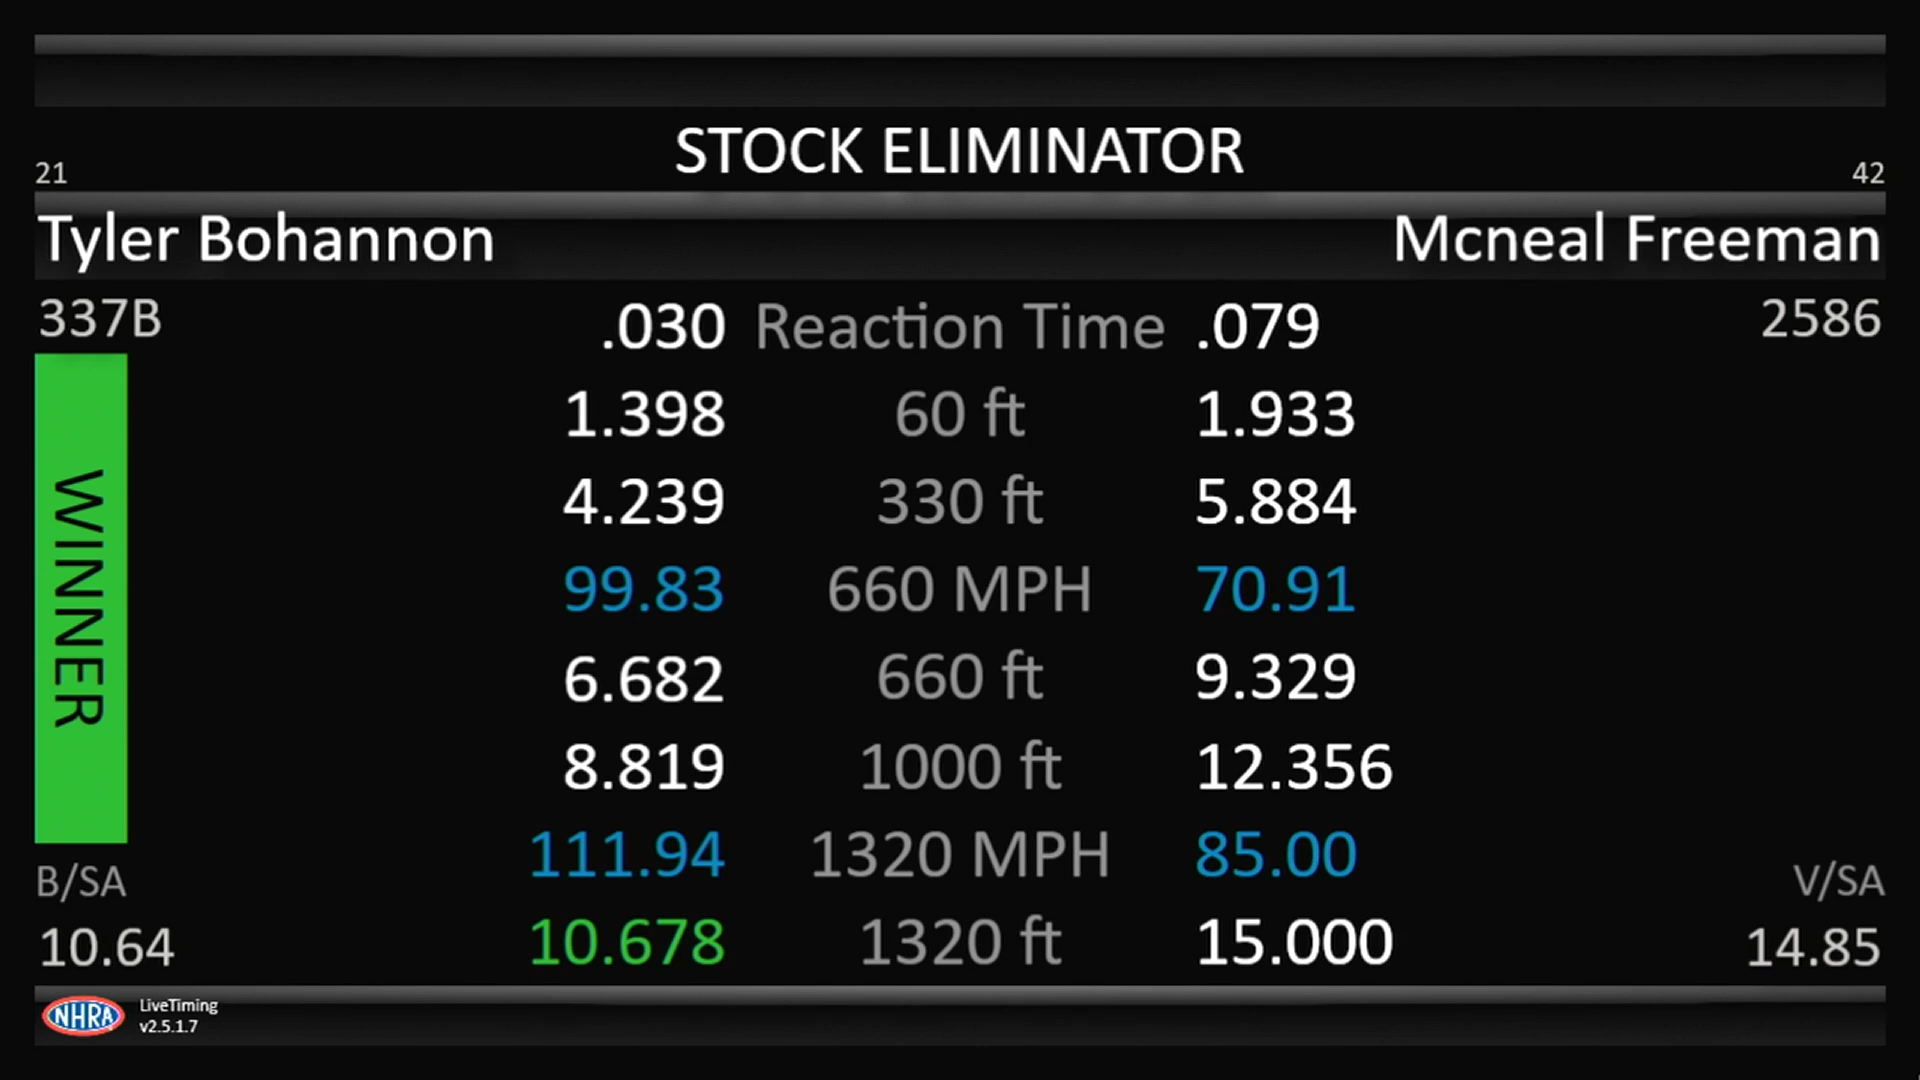 STOCK ELIMINATOR
21 42
Tyler Bohannon Mcneal Freeman
337B 2586
.030 Reaction Time .079
1.398 60 ft 1.933
4.239 330 ft 5.884
99.83 660 MPH 70.91
6.682 660 ft 9.329
8.819 1000 ft 12.356
111.94 1320 MPH 85.00
10.678 1320 ft 15.000
WINNER
B/SA V/SA
10.64 14.85
NHRA LiveTiming
v2.5.1.7